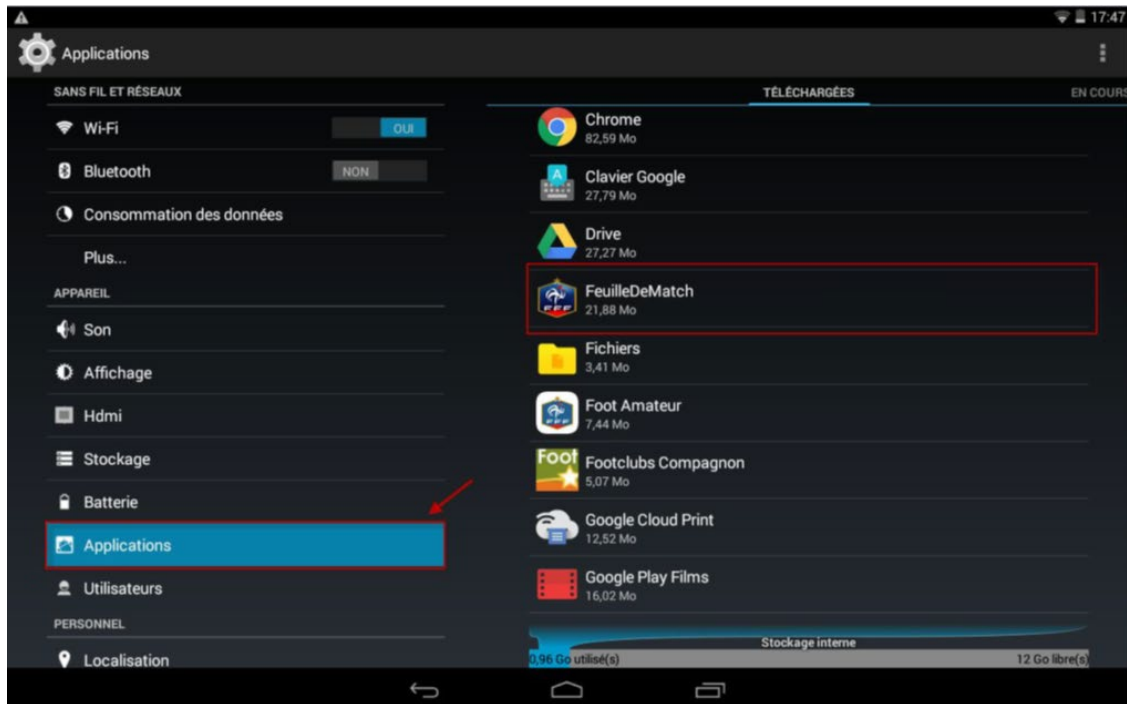 17:47
Applications
SANS FIL ET RÉSEAUX
Wi-Fi
OUI
Bluetooth
NON
Consommation des données
Plus...
APPAREIL
Son
Affichage
Hdmi
Stockage
Batterie
Applications
Utilisateurs
PERSONNEL
Localisation
TÉLÉCHARGÉES
EN COURS
Chrome
82,59 Mo
A
Clavier Google
27,79 Mo
Drive
27,27 Mo
FFF
FeuilleDeMatch
21,88 Mo
Fichiers
3,41 Mo
FFF
Foot Amateur
7,44 Mo
Foot
Footclubs Compagnon
5,07 Mo
Google Cloud Print
12,52 Mo
Google Play Films
16,02 Mo
Stockage interne
0,96 Go utilisé(s)
12 Go libre(s)